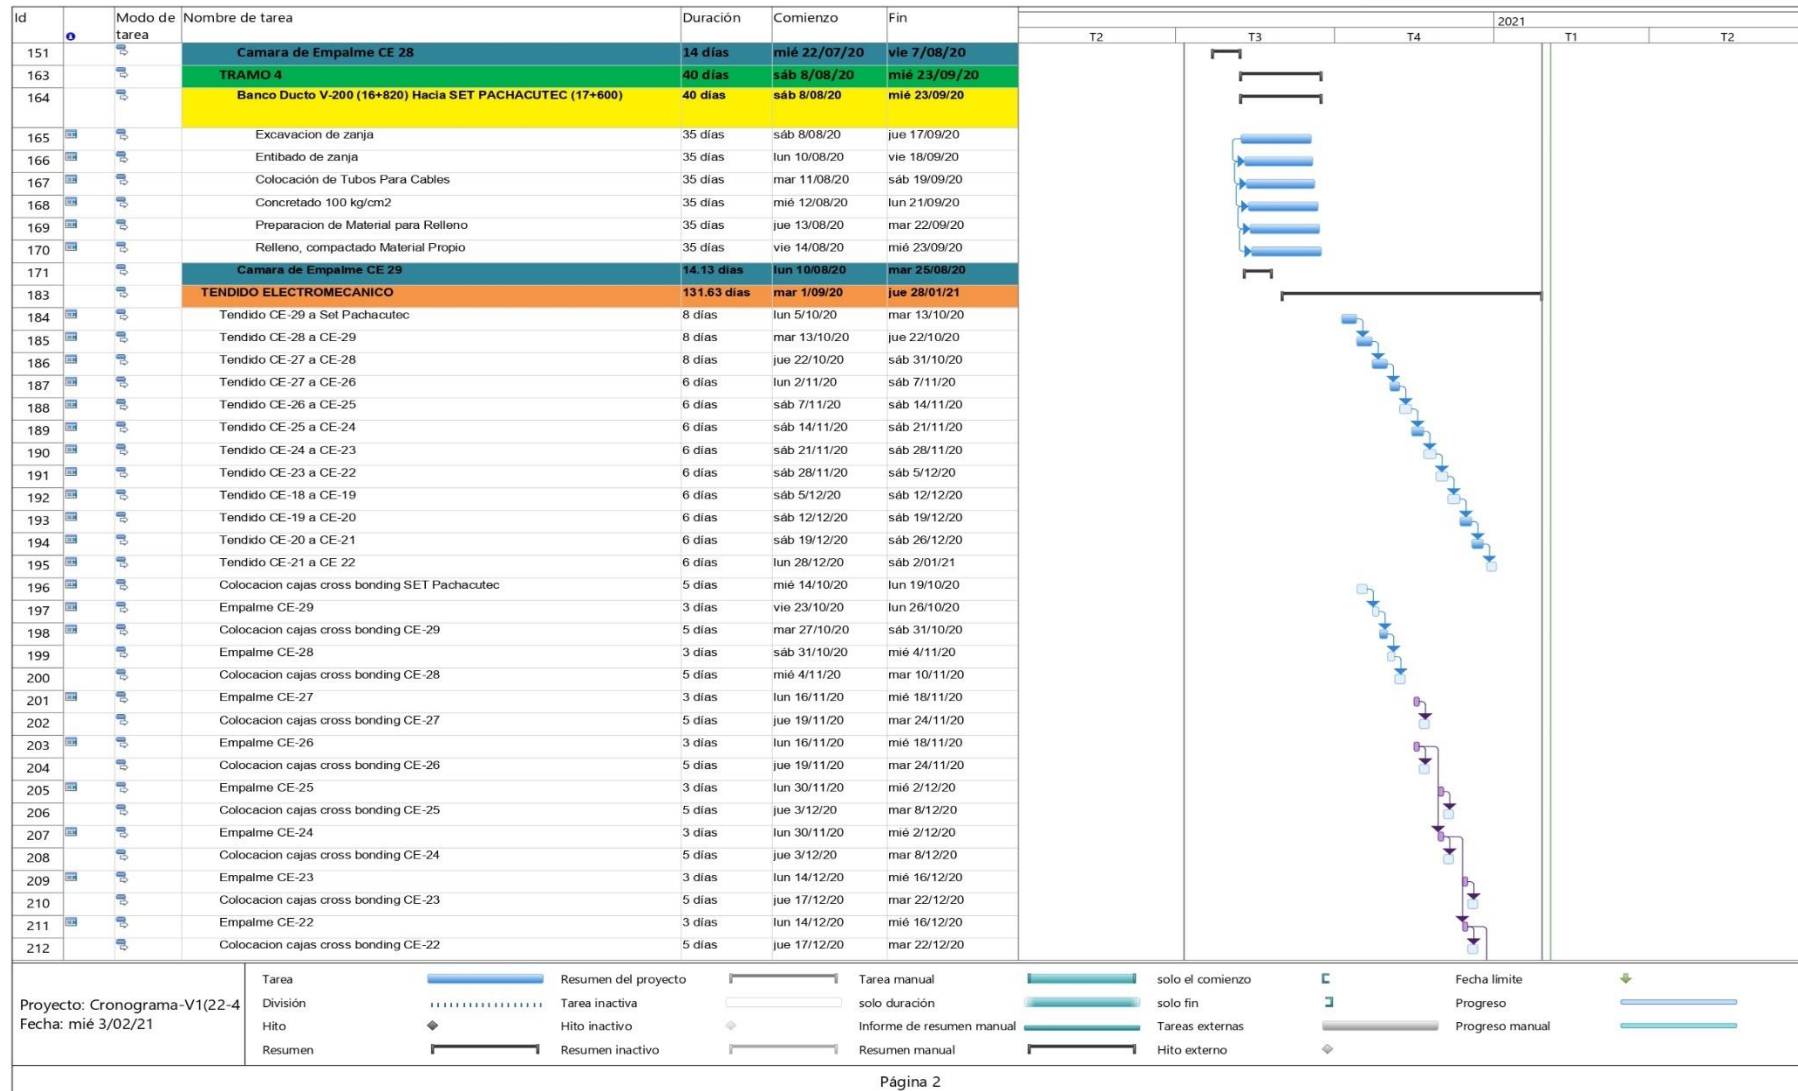 Id Modo de tarea Nombre de tarea Duración Comienzo Fin
2021
T2 T3 T4 T1 T2
151 Camara de Empalme CE 28 14 días mié 22/07/20 vie 7/08/20
163 TRAMO 4 40 días sáb 8/08/20 mié 23/09/20
164 Banco Ducto V-200 (16+820) Hacia SET PACHACUTEC (17+600) 40 días sáb 8/08/20 mié 23/09/20
165 Excavacion de zanja 35 días sáb 8/08/20 jue 17/09/20
166 Entibado de zanja 35 días lun 10/08/20 vie 18/09/20
167 Colocación de Tubos Para Cables 35 días mar 11/08/20 sáb 19/09/20
168 Concretado 100 kg/cm2 35 días mié 12/08/20 lun 21/09/20
169 Preparacion de Material para Relleno 35 días jue 13/08/20 mar 22/09/20
170 Relleno, compactado Material Propio 35 días vie 14/08/20 mié 23/09/20
171 Camara de Empalme CE 29 14.13 días lun 10/08/20 mar 25/08/20
183 TENDIDO ELECTROMECANICO 131.63 días mar 1/09/20 jue 28/01/21
184 Tendido CE-29 a Set Pachacutec 8 días lun 5/10/20 mar 13/10/20
185 Tendido CE-28 a CE-29 8 días mar 13/10/20 jue 22/10/20
186 Tendido CE-27 a CE-28 8 días jue 22/10/20 sáb 31/10/20
187 Tendido CE-27 a CE-26 6 días lun 2/11/20 sáb 7/11/20
188 Tendido CE-26 a CE-25 6 días sáb 7/11/20 sáb 14/11/20
189 Tendido CE-25 a CE-24 6 días sáb 14/11/20 sáb 21/11/20
190 Tendido CE-24 a CE-23 6 días sáb 21/11/20 sáb 28/11/20
191 Tendido CE-23 a CE-22 6 días sáb 28/11/20 sáb 5/12/20
192 Tendido CE-18 a CE-19 6 días sáb 5/12/20 sáb 12/12/20
193 Tendido CE-19 a CE-20 6 días sáb 12/12/20 sáb 19/12/20
194 Tendido CE-20 a CE-21 6 días sáb 19/12/20 sáb 26/12/20
195 Tendido CE-21 a CE 22 6 días lun 28/12/20 sáb 2/01/21
196 Colocacion cajas cross bonding SET Pachacutec 5 días mié 14/10/20 lun 19/10/20
197 Empalme CE-29 3 días vie 23/10/20 lun 26/10/20
198 Colocacion cajas cross bonding CE-29 5 días mar 27/10/20 sáb 31/10/20
199 Empalme CE-28 3 días sáb 31/10/20 mié 4/11/20
200 Colocacion cajas cross bonding CE-28 5 días mié 4/11/20 mar 10/11/20
201 Empalme CE-27 3 días lun 16/11/20 mié 18/11/20
202 Colocacion cajas cross bonding CE-27 5 días jue 19/11/20 mar 24/11/20
203 Empalme CE-26 3 días lun 16/11/20 mié 18/11/20
204 Colocacion cajas cross bonding CE-26 5 días jue 19/11/20 mar 24/11/20
205 Empalme CE-25 3 días lun 30/11/20 mié 2/12/20
206 Colocacion cajas cross bonding CE-25 5 días jue 3/12/20 mar 8/12/20
207 Empalme CE-24 3 días lun 30/11/20 mié 2/12/20
208 Colocacion cajas cross bonding CE-24 5 días jue 3/12/20 mar 8/12/20
209 Empalme CE-23 3 días lun 14/12/20 mié 16/12/20
210 Colocacion cajas cross bonding CE-23 5 días jue 17/12/20 mar 22/12/20
211 Empalme CE-22 3 días lun 14/12/20 mié 16/12/20
212 Colocacion cajas cross bonding CE-22 5 días jue 17/12/20 mar 22/12/20
Proyecto: Cronograma-V1(22-4
Fecha: mié 3/02/21
Tarea Resumen del proyecto Tarea manual solo el comienzo Fecha límite
División Tarea inactiva solo duración solo fin Progreso
Hito Hito inactivo Informe de resumen manual Tareas externas Progreso manual
Resumen Resumen inactivo Resumen manual Hito externo
Página 2